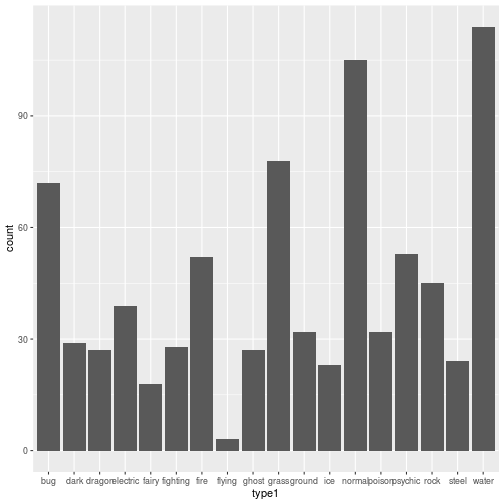 count
90
60
30
0
bug dark dragon electric fairy fighting fire flying ghost grass ground ice normal poison psychic rock steel water
type1